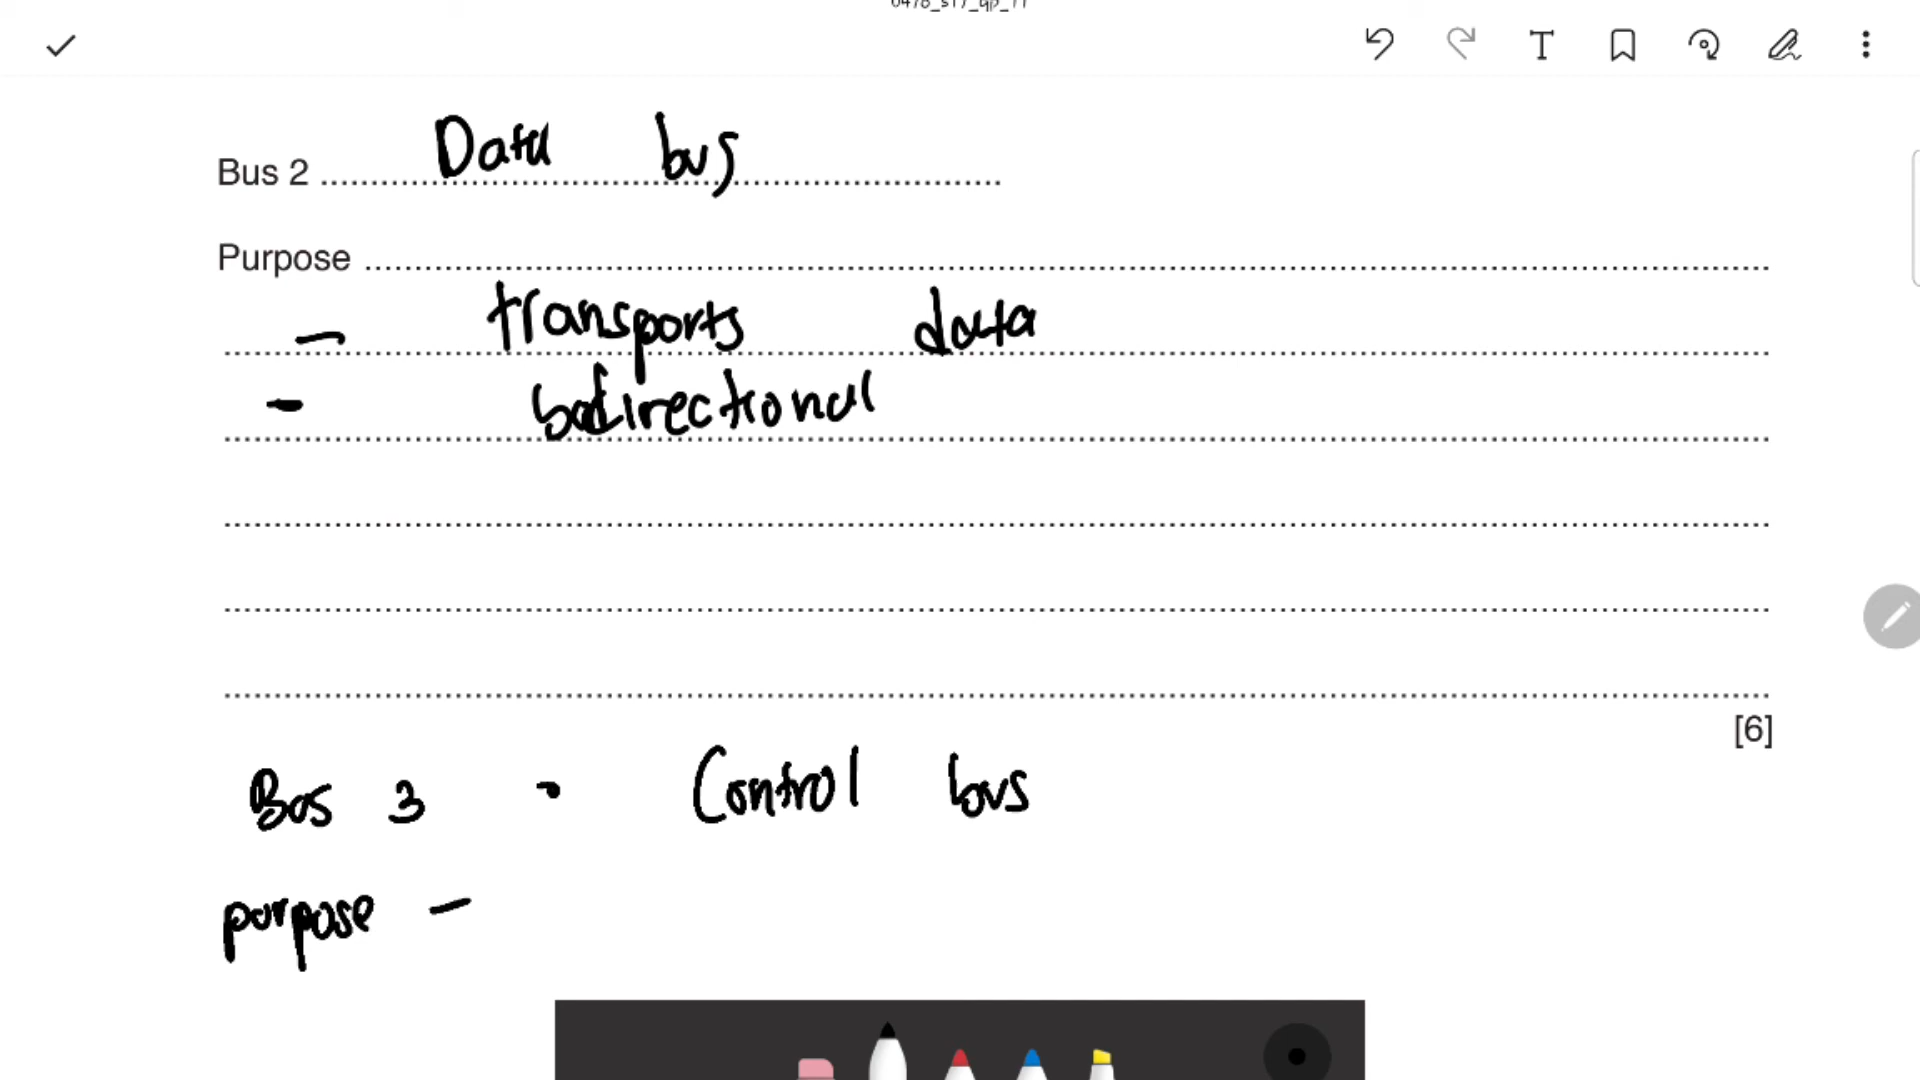 Bus 2 Data bus
Purpose
- transports data
- bidirectional
[6]
Bus 3 - Control bus
purpose -